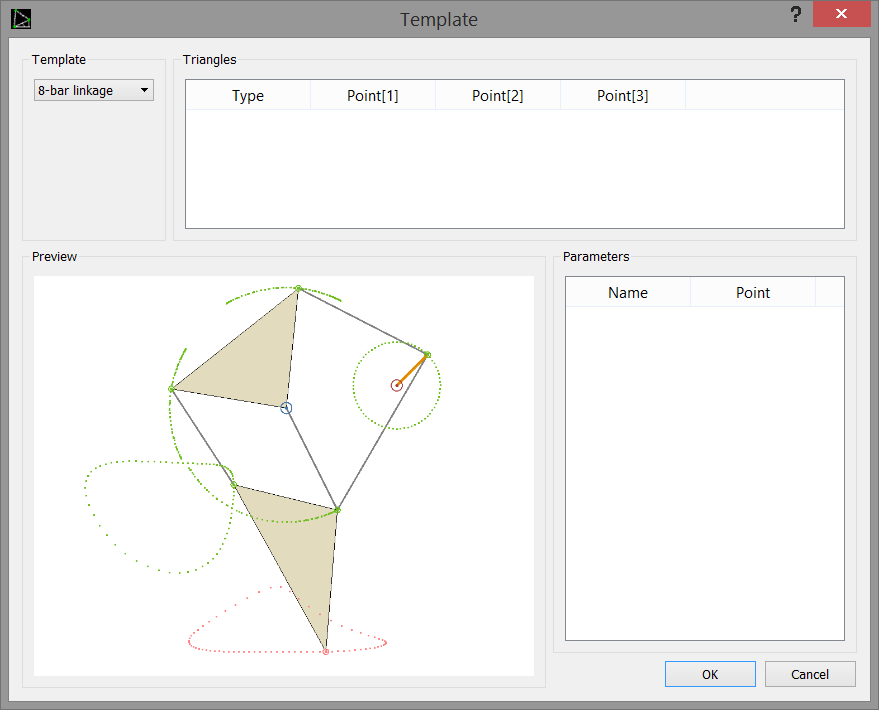 Template
?
Template
8-bar linkage
Triangles
Type Point[1] Point[2] Point[3]
Preview
Parameters
Name Point
OK Cancel